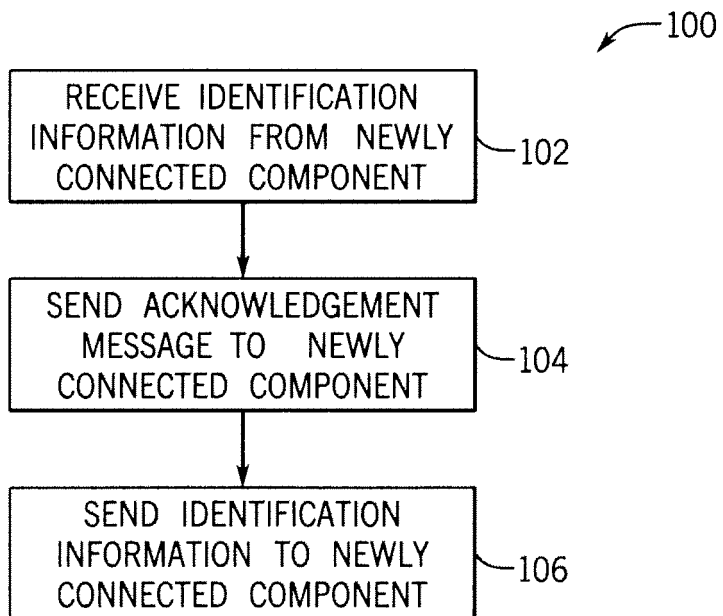 100
RECEIVE IDENTIFICATION
INFORMATION FROM NEWLY
CONNECTED COMPONENT
102
SEND ACKNOWLEDGEMENT
MESSAGE TO NEWLY
CONNECTED COMPONENT
104
SEND IDENTIFICATION
INFORMATION TO NEWLY
CONNECTED COMPONENT
106